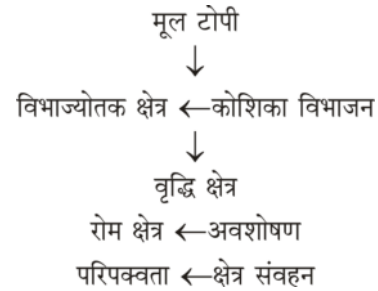 मूल टोपी
↓
विभाज्योतक क्षेत्र ←कोशिका विभाजन
↓
वृद्धि क्षेत्र
रोम क्षेत्र ←अवशोषण
परिपक्वता ←क्षेत्र संवहन